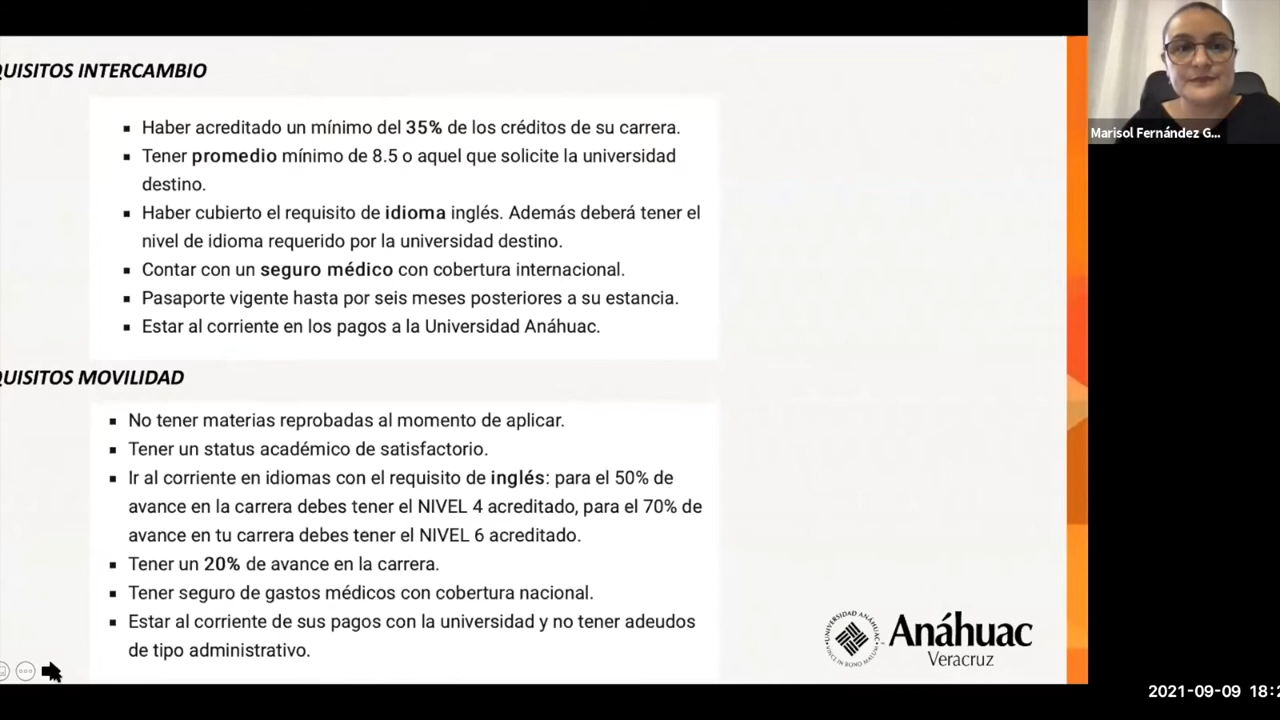 QUISITOS INTERCAMBIO
▪ Haber acreditado un mínimo del 35% de los créditos de su carrera.
▪ Tener promedio mínimo de 8.5 o aquel que solicite la universidad
destino.
▪ Haber cubierto el requisito de idioma inglés. Además deberá tener el
nivel de idioma requerido por la universidad destino.
▪ Contar con un seguro médico con cobertura internacional.
▪ Pasaporte vigente hasta por seis meses posteriores a su estancia.
▪ Estar al corriente en los pagos a la Universidad Anáhuac.
QUISITOS MOVILIDAD
▪ No tener materias reprobadas al momento de aplicar.
▪ Tener un status académico de satisfactorio.
▪ Ir al corriente en idiomas con el requisito de inglés: para el 50% de
avance en la carrera debes tener el NIVEL 4 acreditado, para el 70% de
avance en tu carrera debes tener el NIVEL 6 acreditado.
▪ Tener un 20% de avance en la carrera.
▪ Tener seguro de gastos médicos con cobertura nacional.
▪ Estar al corriente de sus pagos con la universidad y no tener adeudos
de tipo administrativo.
UNIVERSIDAD ANÁHUAC
VINCE IN BONO MALUM
Anáhuac
Veracruz
Marisol Fernández G...
2021-09-09 18:2